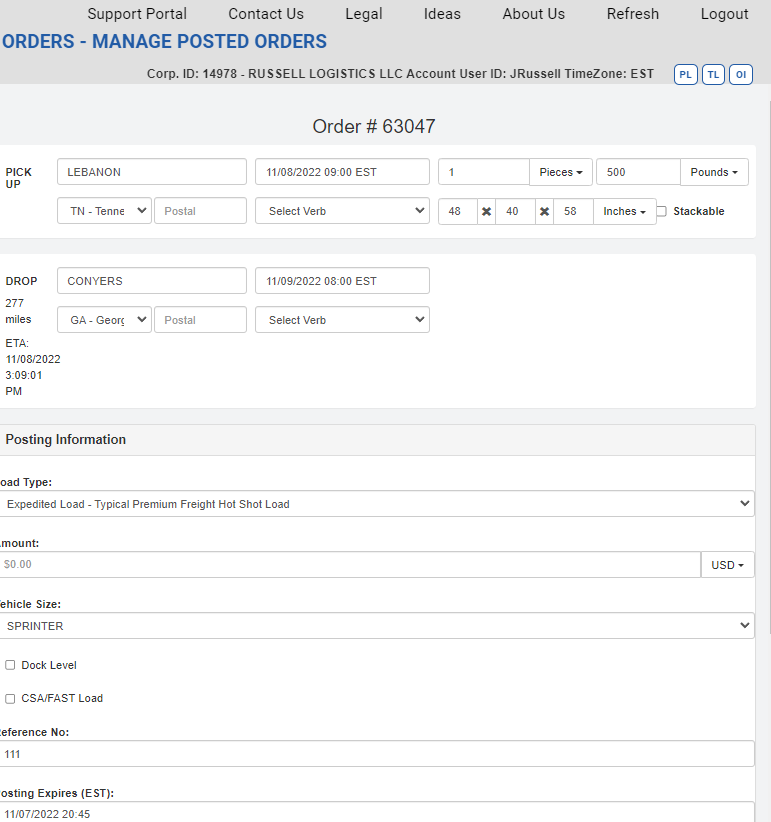 Support Portal Contact Us Legal Ideas About Us Refresh Logout
ORDERS - MANAGE POSTED ORDERS
Corp. ID: 14978 - RUSSELL LOGISTICS LLC Account User ID: JRussell TimeZone: EST PL TL OI
Order # 63047
PICK UP LEBANON 11/08/2022 09:00 EST 1 Pieces 500 Pounds
TN - Tenne Postal Select Verb 48 40 58 Inches Stackable
DROP CONYERS 11/09/2022 08:00 EST
277
miles GA - Georg Postal Select Verb
ETA:
11/08/2022
3:09:01
PM
Posting Information
oad Type:
Expedited Load - Typical Premium Freight Hot Shot Load
mount:
$0.00 USD
ehicle Size:
SPRINTER
Dock Level
CSA/FAST Load
eference No:
111
osting Expires (EST):
11/07/2022 20:45